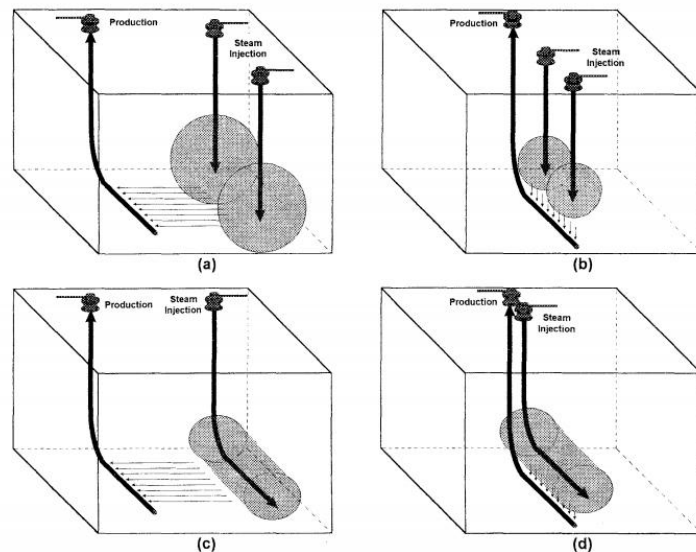 Production
Steam
Injection
(a)
Production
Steam
Injection
(b)
Production
Steam
Injection
(c)
Production
Steam
Injection
(d)